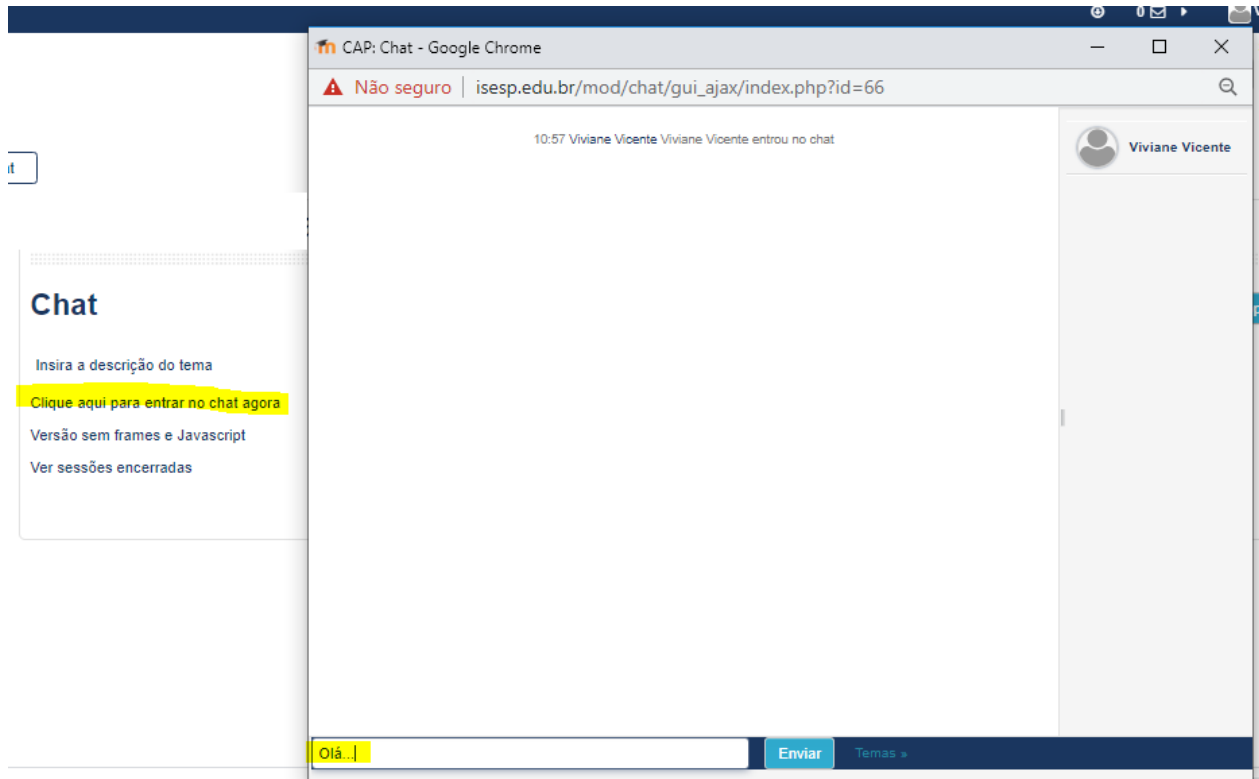 0
CAP: Chat - Google Chrome
Não seguro | isesp.edu.br/mod/chat/gui_ajax/index.php?id=66
10:57 Viviane Vicente Viviane Vicente entrou no chat
Viviane Vicente
Chat
Insira a descrição do tema
Clique aqui para entrar no chat agora
Versão sem frames e Javascript
Ver sessões encerradas
Olá...
Enviar
Temas »